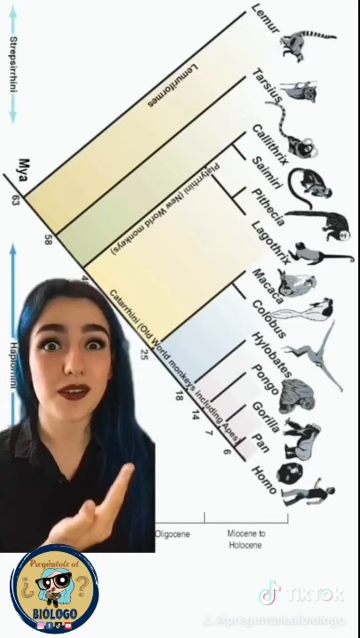 Strepsirrhini
Haplorrhini
Mya
63
58
4
25
18
14
7
6
Lemuriformes
Platyrrhini (New World monkeys)
Catarrhini (Old World monkeys including Apes)
Lemur
Tarsius
Callithrix
Saimiri
Pithecia
Lagothrix
Macaca
Colobus
Hylobates
Pongo
Gorilla
Pan
Homo
Oligocene
Miocene to
Holocene
Pregúntale al
¿ ?
BIÓLOGO
TikTok
@preguntalealbiologo